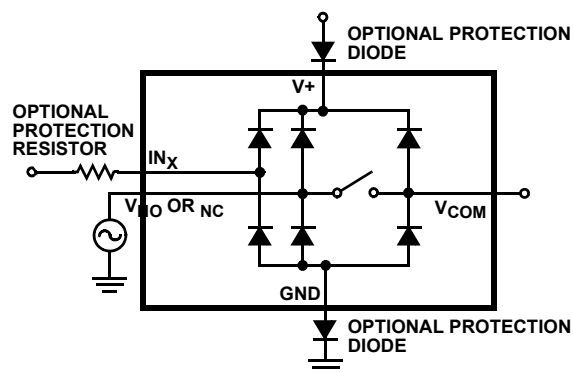 OPTIONAL PROTECTION
DIODE
V+
OPTIONAL
PROTECTION
RESISTOR
INX
VNO OR NC
VCOM
GND
OPTIONAL PROTECTION
DIODE